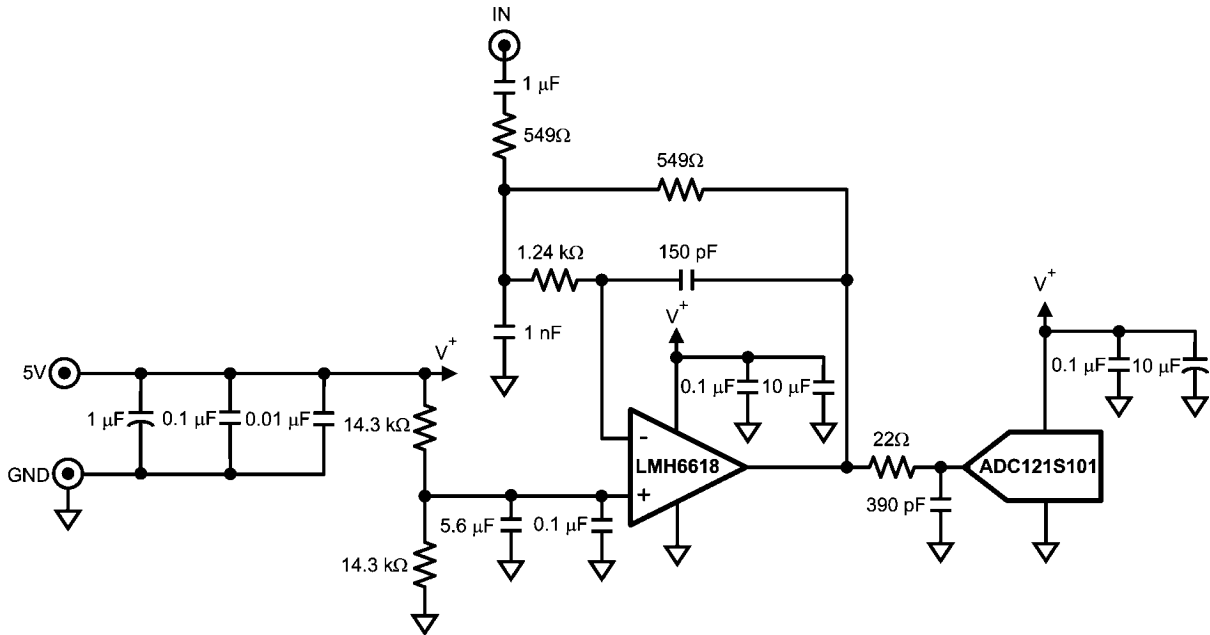 IN
1 µF
549Ω
549Ω
1.24 kΩ
150 pF
V⁺
1 nF
V⁺
5V
V⁺
0.1 µF
10 µF
0.1 µF
10 µF
1 µF
0.1 µF
0.01 µF
14.3 kΩ
22Ω
GND
-
LMH6618
ADC121S101
+
390 pF
5.6 µF
0.1 µF
14.3 kΩ